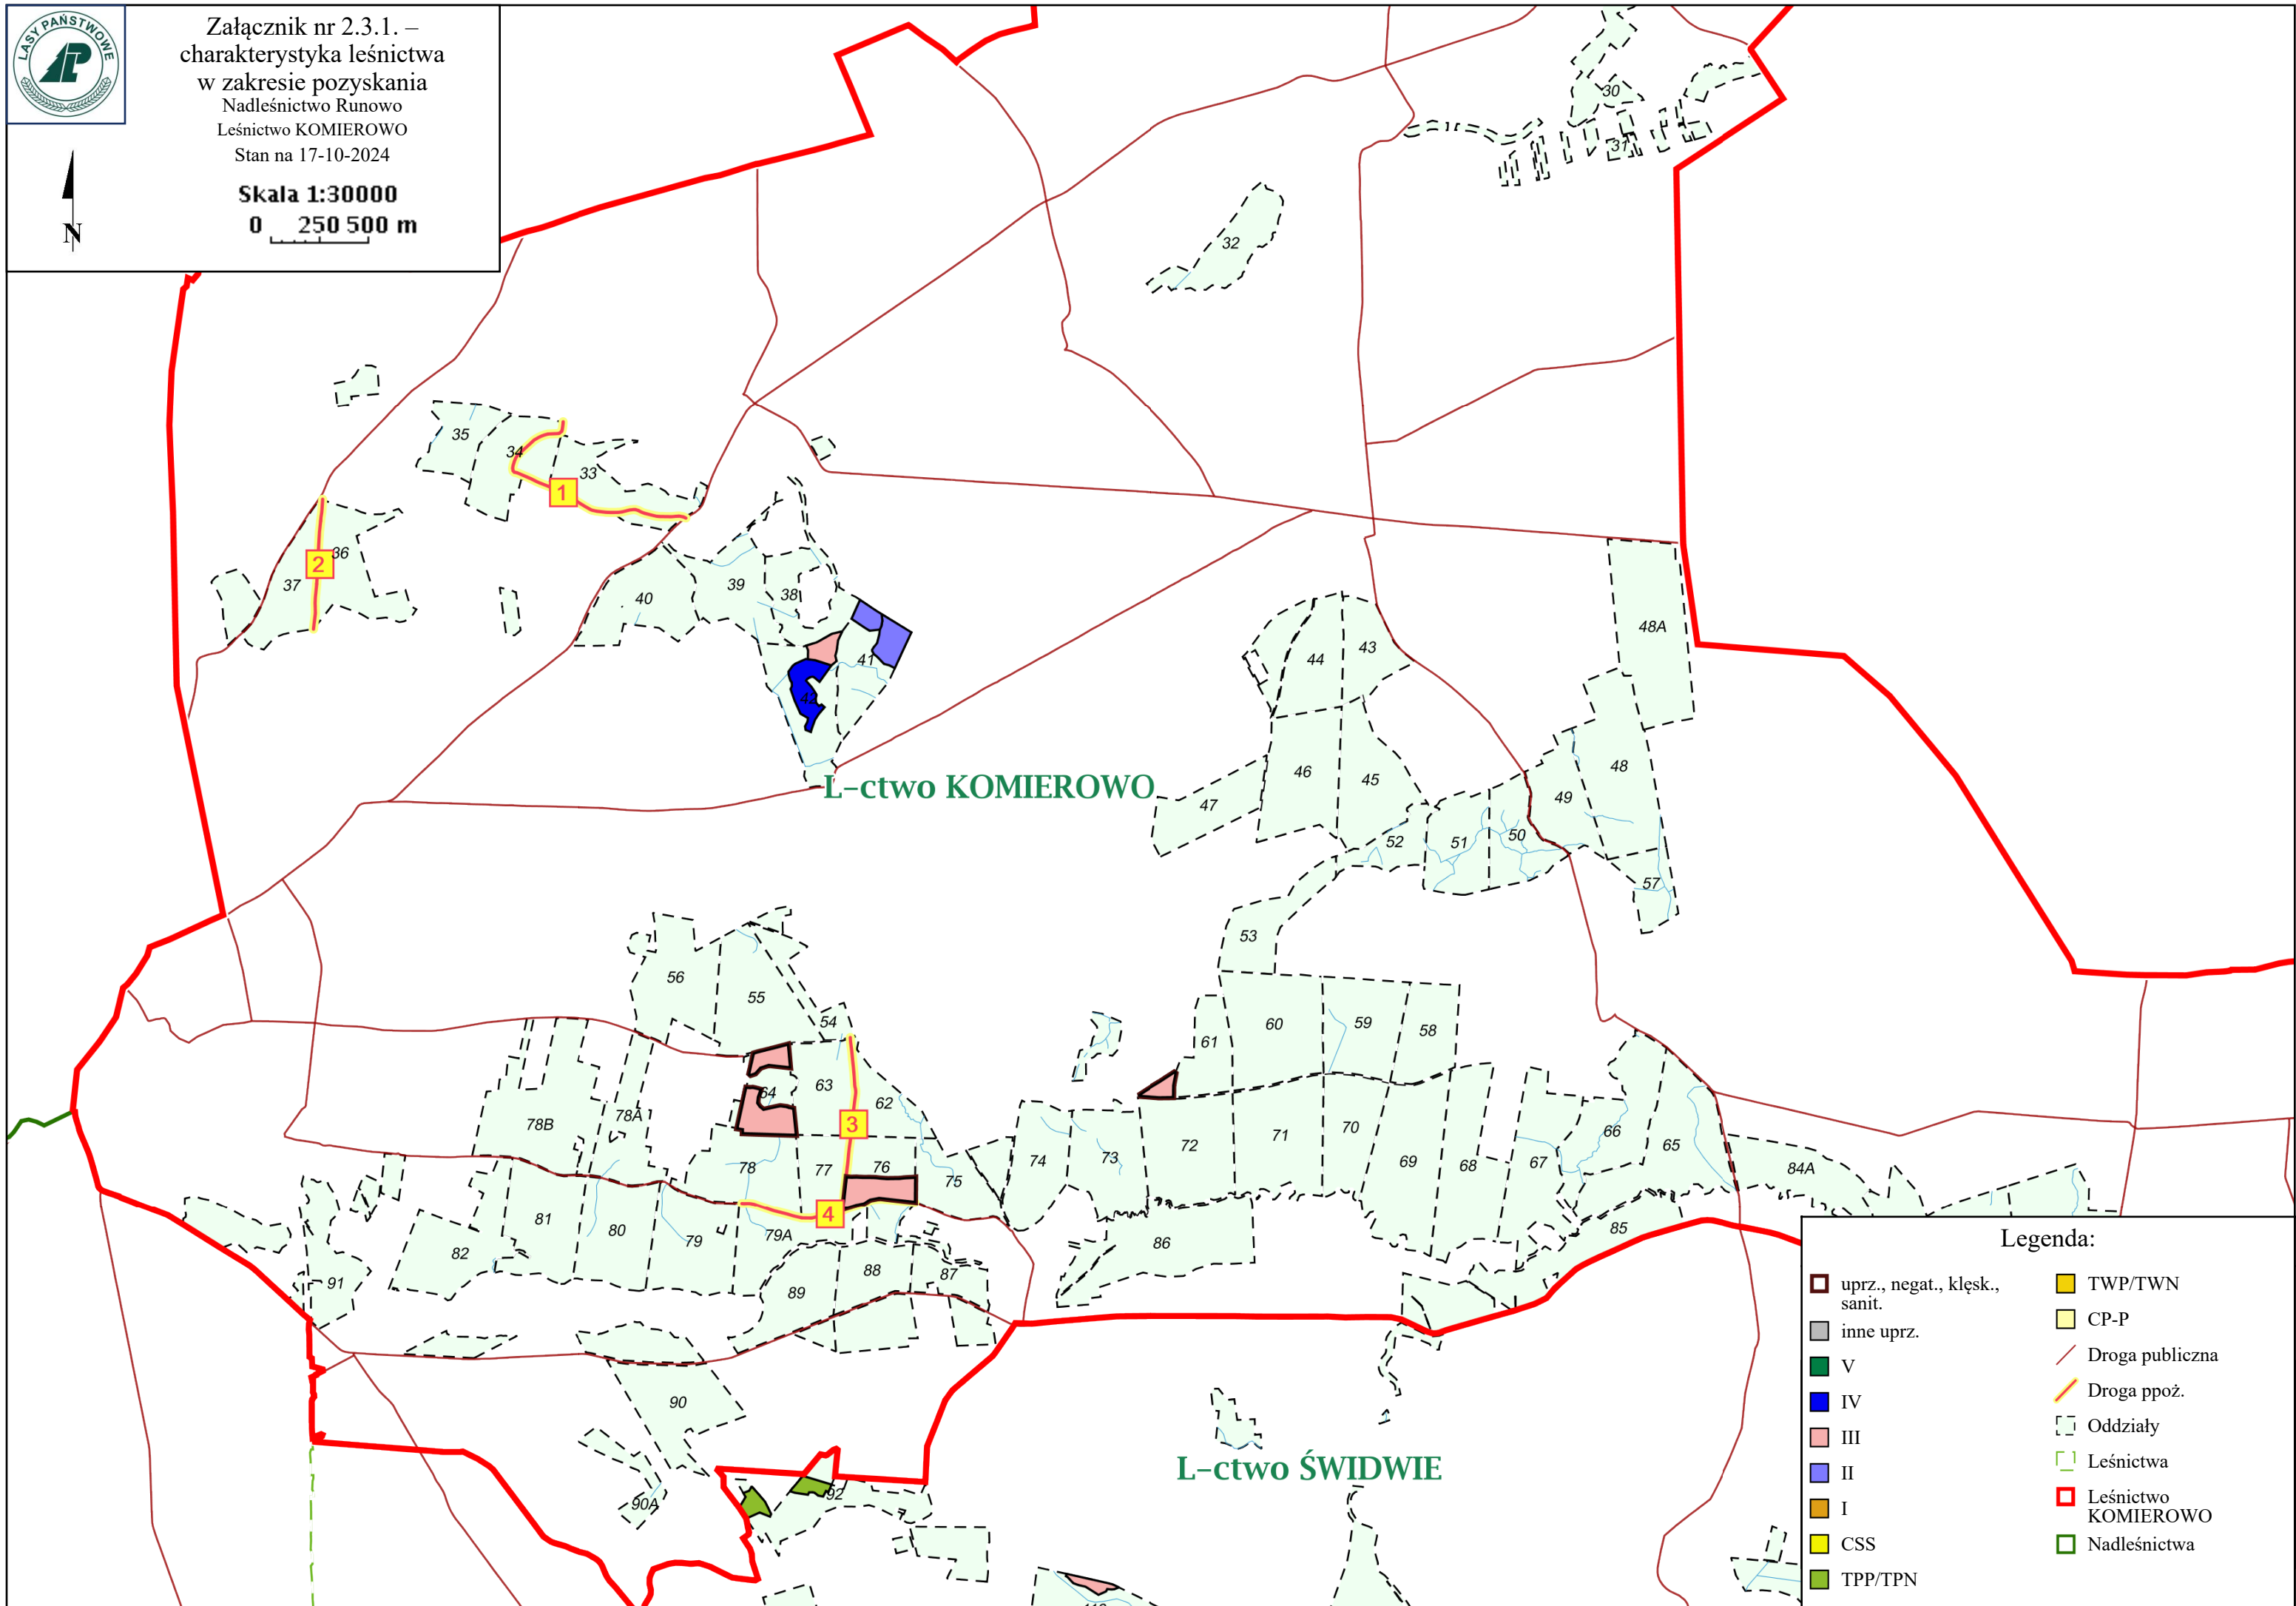 LASY PAŃSTWOWE
Załącznik nr 2.3.1. –
charakterystyka leśnictwa
w zakresie pozyskania
Nadleśnictwo Runowo
Leśnictwo KOMIEROWO
Stan na 17-10-2024
Skala 1:30000
0 250 500 m
N
30
31
32
35
34
33
1
2
36
37
40
39
38
41
42
44
43
48A
46
45
47
48
49
52
51
50
57
L-ctwo KOMIEROWO
53
56
55
54
60
59
58
61
64
63
62
78B
78A
3
66
65
72
71
70
74
73
69
68
67
84A
78
77
76
75
4
81
80
79
79A
82
85
86
91
89
88
87
90
90A
92
L-ctwo ŚWIDWIE
Legenda:
uprz., negat., klęsk.,
sanit.
inne uprz.
V
IV
III
II
I
CSS
TPP/TPN
TWP/TWN
CP-P
Droga publiczna
Droga ppoż.
Oddziały
Leśnictwa
Leśnictwo
KOMIEROWO
Nadleśnictwa